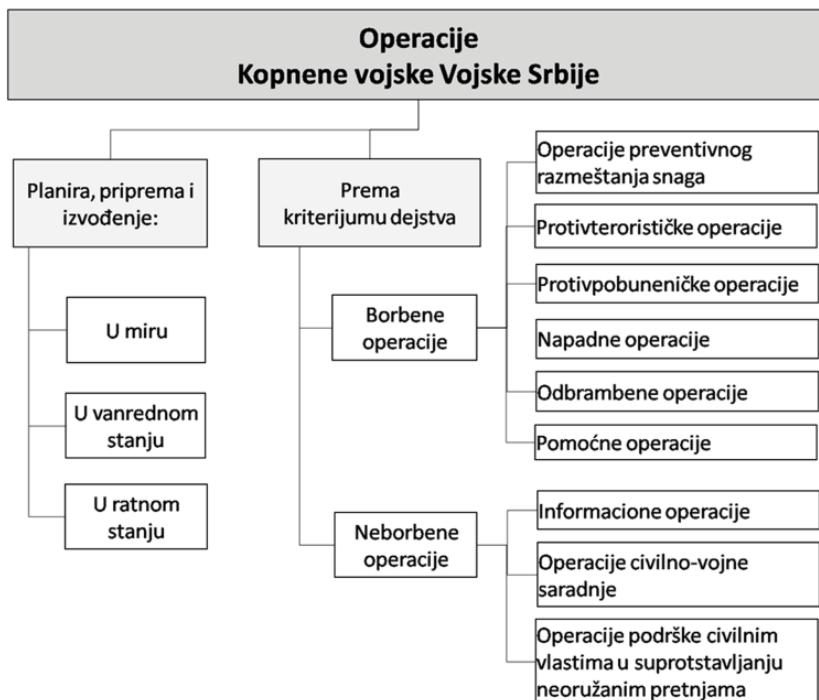 Operacije
Kopnene vojske Vojske Srbije
Planira, priprema i
izvođenje:
U miru
U vanrednom
stanju
U ratnom
stanju
Prema
kriterijumu dejstva
Borbene
operacije
Operacije preventivnog
razmeštanja snaga
Protivterorističke operacije
Protivpobuneničke operacije
Napadne operacije
Odbrambene operacije
Pomoćne operacije
Neborbene
operacije
Informacione operacije
Operacije civilno-vojne
saradnje
Operacije podrške civilnim
vlastima u suprotstavljanju
neoružanim pretnjama